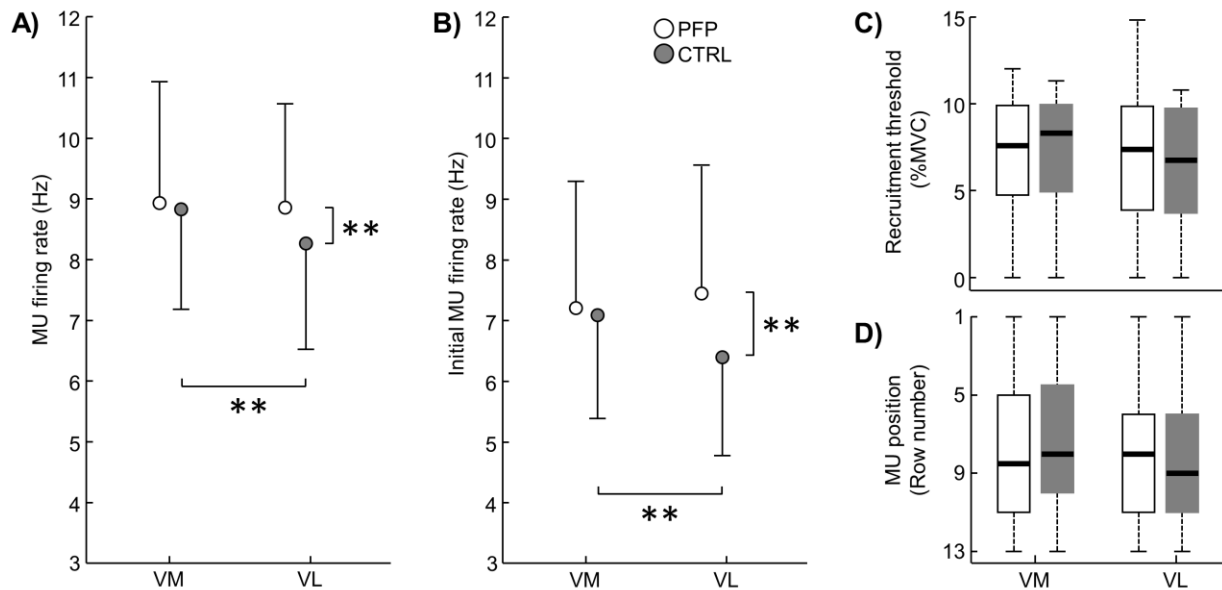 A)
MU firing rate (Hz)
12
11
10
9
8
7
6
5
4
3
**
**
VM
VL
B)
Initial MU firing rate (Hz)
12
11
10
9
8
7
6
5
4
3
PFP
CTRL
**
**
VM
VL
C)
Recruitment threshold
(%MVC)
15
10
5
0
D)
MU position
(Row number)
1
5
9
13
VM
VL